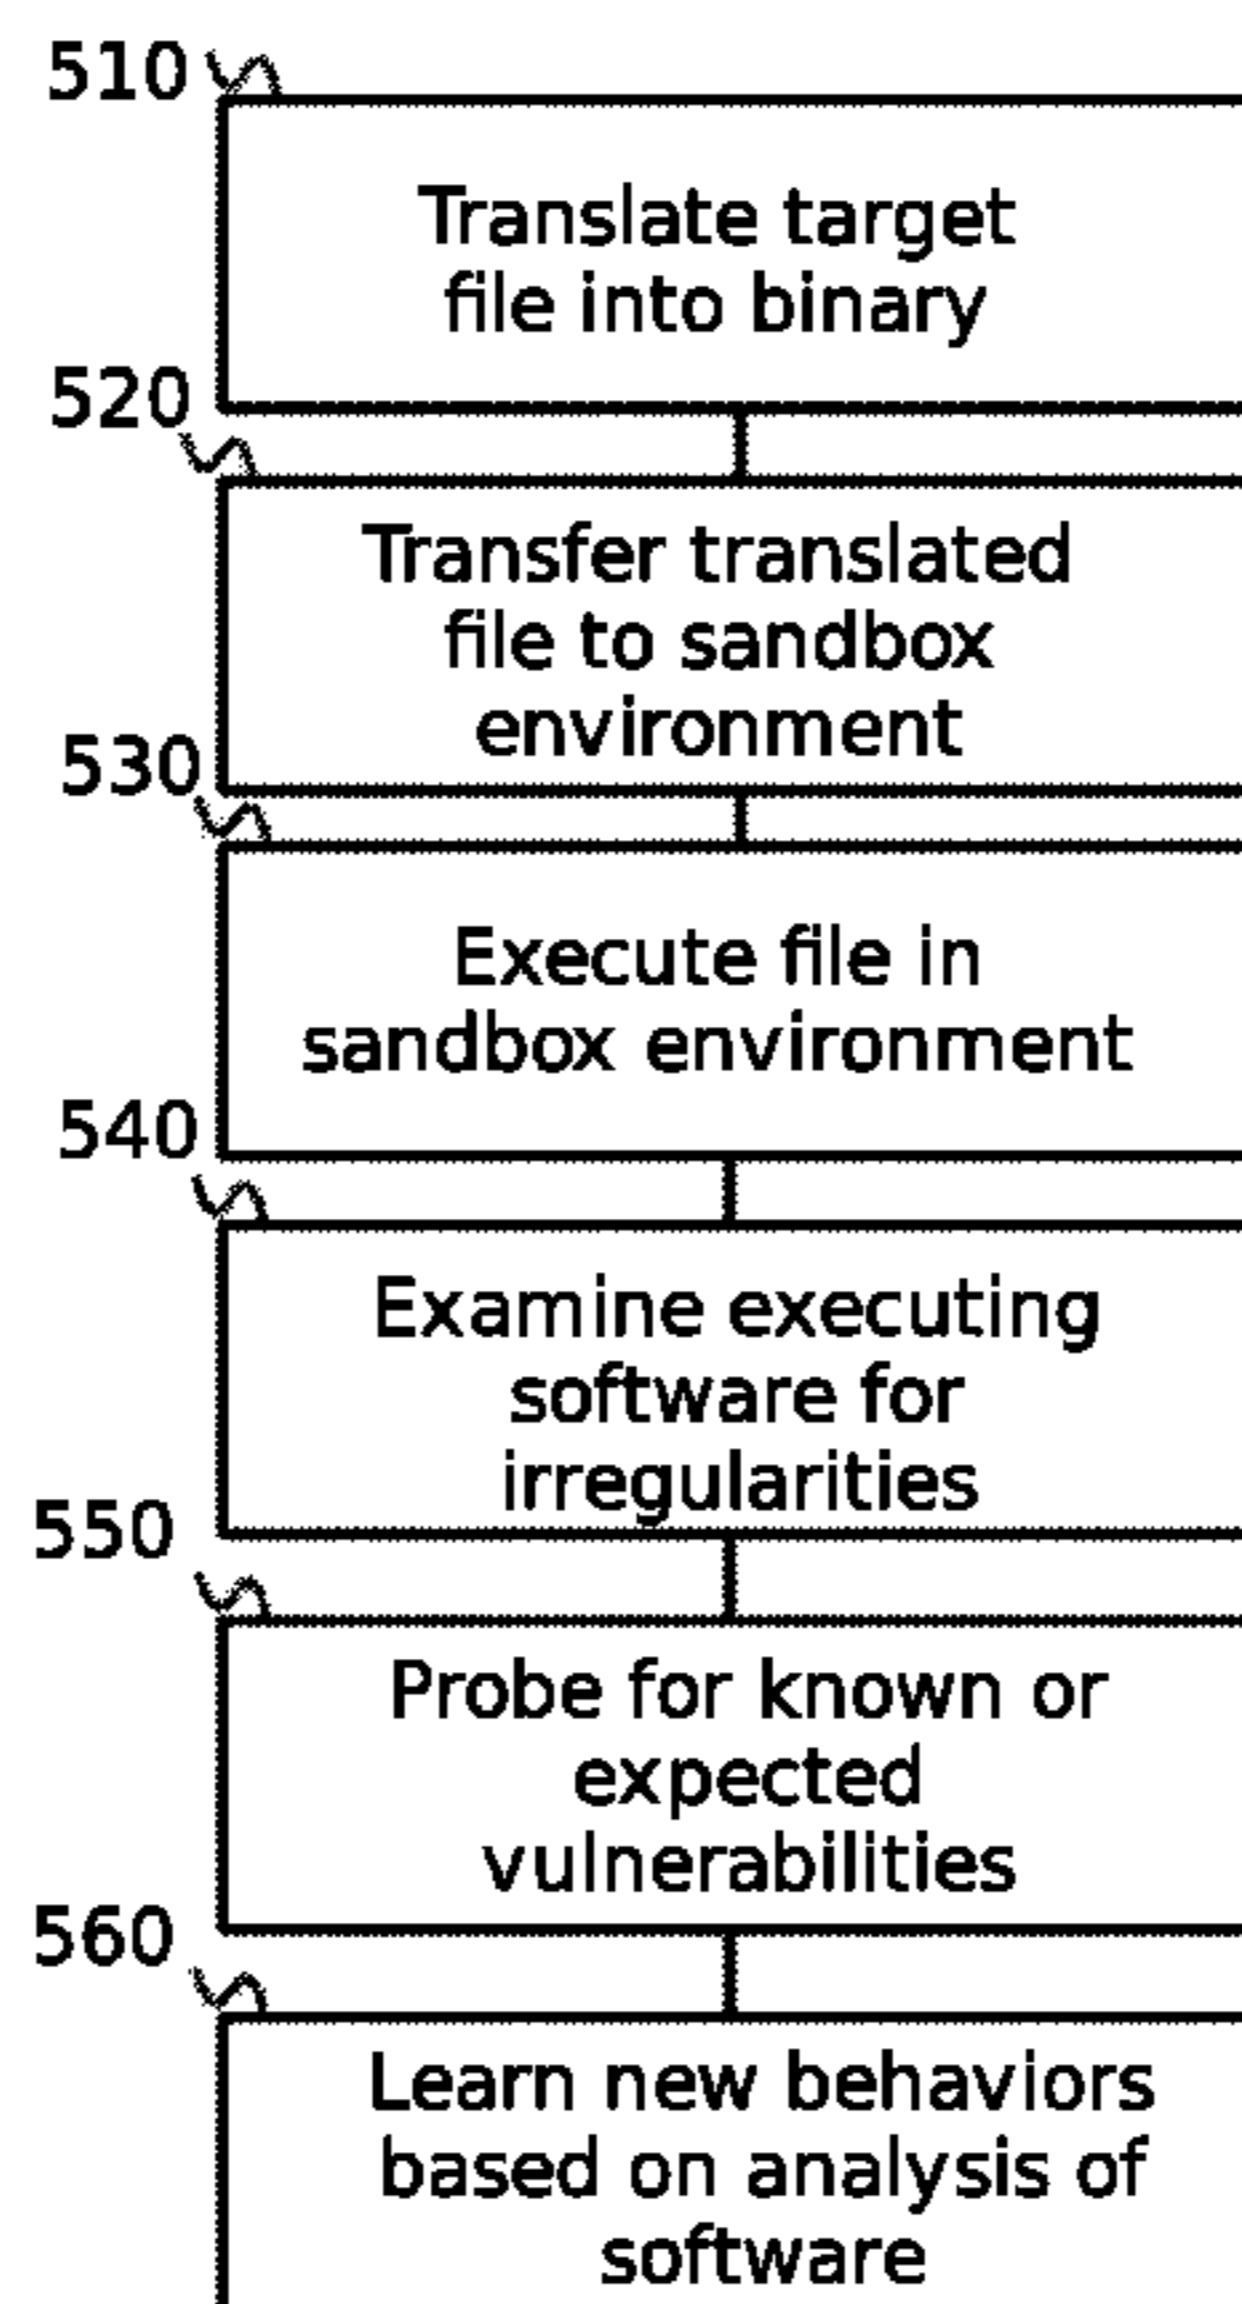 510
Translate target
file into binary
520
Transfer translated
file to sandbox
environment
530
Execute file in
sandbox environment
540
Examine executing
software for
irregularities
550
Probe for known or
expected
vulnerabilities
560
Learn new behaviors
based on analysis of
software